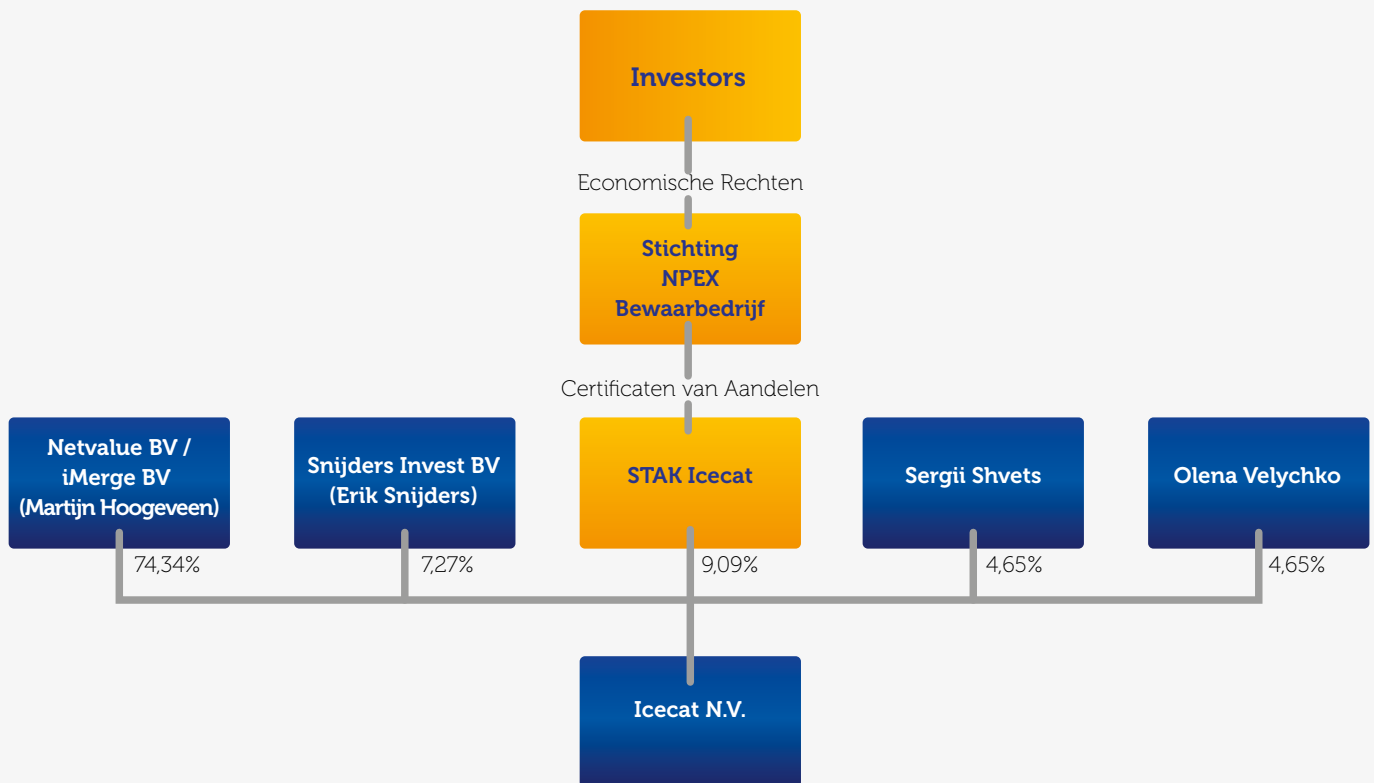 Investors
Economische Rechten
Stichting
NPEX
Bewaarbedrijf
Certificaten van Aandelen
Netvalue BV /
iMerge BV
(Martijn Hoogeveen)
Snijders Invest BV
(Erik Snijders)
STAK Icecat
Sergii Shvets
Olena Velychko
74,34%
7,27%
9,09%
4,65%
4,65%
Icecat N.V.